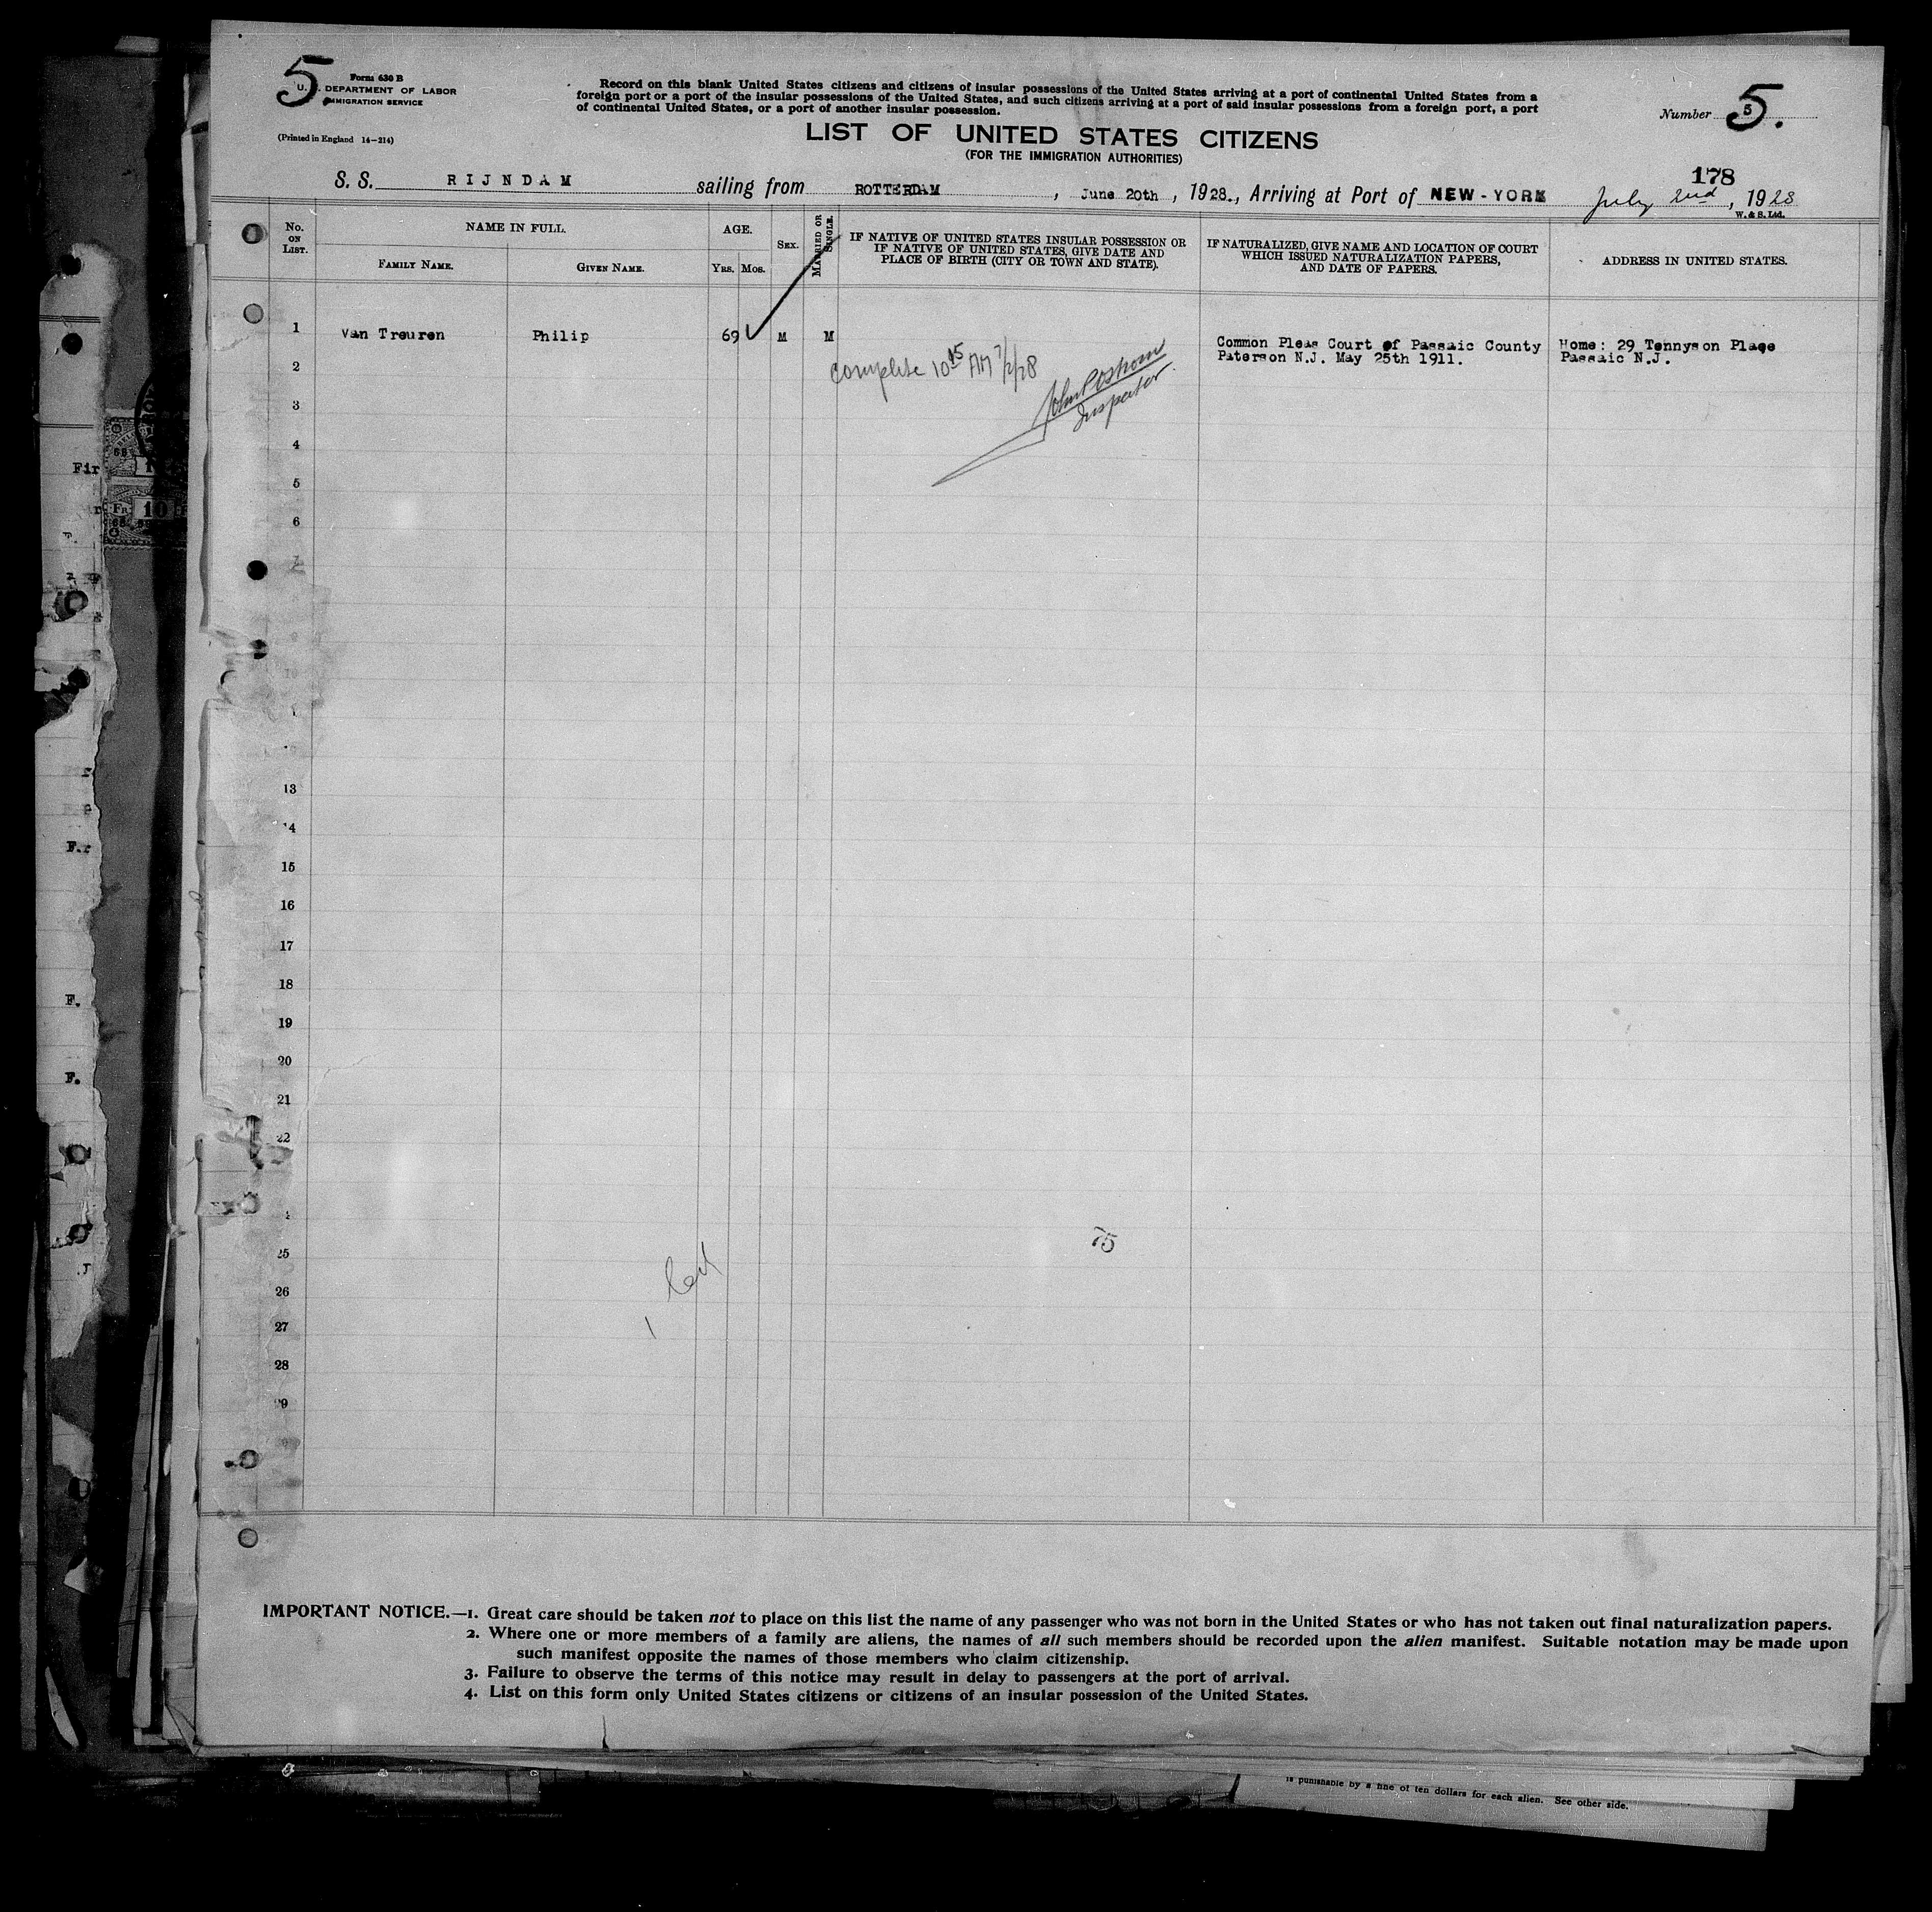 5
Form 630 B
U. DEPARTMENT OF LABOR
IMMIGRATION SERVICE
(Printed in England 14—214)
Record on this blank United States citizens and citizens of insular possessions of the United States arriving at a port of continental United States from a
foreign port or a port of the insular possessions of the United States, and such citizens arriving at a port of said insular possessions from a foreign port, a port
of continental United States, or a port of another insular possession.
Number 5 5.
LIST OF UNITED STATES CITIZENS
(FOR THE IMMIGRATION AUTHORITIES)
178
S. S. RIJNDAM sailing from ROTTERDAM, June 20th, 1928., Arriving at Port of NEW-YORK July 2nd, 1928
W. & S. Ltd.
No. ON LIST.
NAME IN FULL.
FAMILY NAME.
GIVEN NAME.
AGE.
YRS. MOS.
SEX.
MARRIED OR SINGLE.
IF NATIVE OF UNITED STATES INSULAR POSSESSION OR
IF NATIVE OF UNITED STATES, GIVE DATE AND
PLACE OF BIRTH (CITY OR TOWN AND STATE).
IF NATURALIZED, GIVE NAME AND LOCATION OF COURT
WHICH ISSUED NATURALIZATION PAPERS,
AND DATE OF PAPERS.
ADDRESS IN UNITED STATES.
1 Van Treuren Philip 69 M M
Common Pleas Court of Passaic County
Paterson N.J. May 25th 1911.
Home: 29 Tennyson Place
Passaic N.J.
complete 10 15 AM 7/2/28
Inspector
2
3
4
5
6
7
9
10
13
14
15
16
17
18
19
20
21
22
25
26
27
28
29
IMPORTANT NOTICE.—1. Great care should be taken not to place on this list the name of any passenger who was not born in the United States or who has not taken out final naturalization papers.
2. Where one or more members of a family are aliens, the names of all such members should be recorded upon the alien manifest. Suitable notation may be made upon
such manifest opposite the names of those members who claim citizenship.
3. Failure to observe the terms of this notice may result in delay to passengers at the port of arrival.
4. List on this form only United States citizens or citizens of an insular possession of the United States.
is punishable by a fine of ten dollars for each alien. See other side.
Fir
Fr 10
F.r
F.
F.